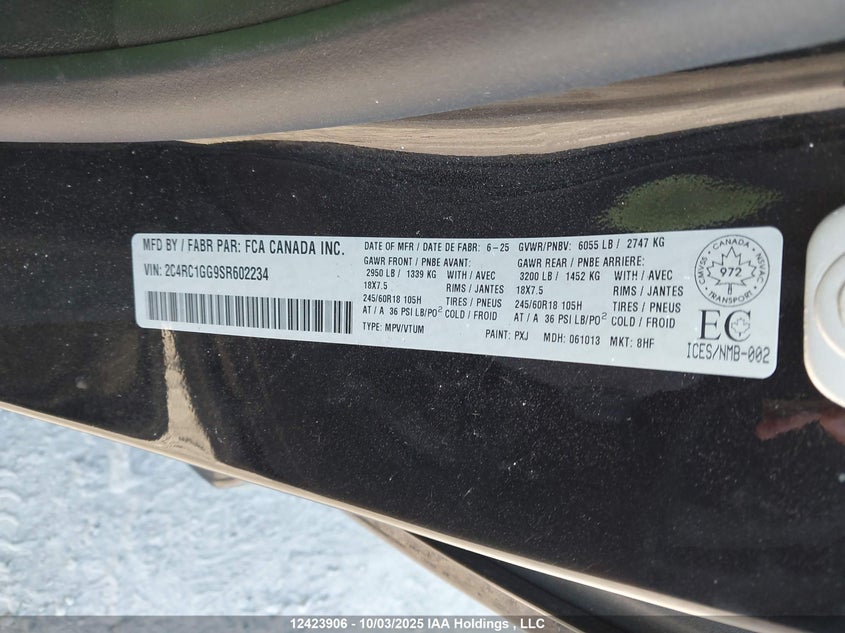 MFD BY / FABR PAR: FCA CANADA INC.
VIN: 2C4RC1GG9SR602234
DATE OF MFR / DATE DE FABR: 6-25 GVWR/PNBV: 6055 LB / 2747 KG
GAWR FRONT / PNBE AVANT:
2950 LB / 1339 KG WITH / AVEC
18X7.5 RIMS / JANTES
245/60R18 105H TIRES / PNEUS
AT / A 36 PSI LB/PO² COLD / FROID
GAWR REAR / PNBE ARRIERE:
3200 LB / 1452 KG WITH / AVEC
18X7.5 RIMS / JANTES
245/60R18 105H TIRES / PNEUS
AT / A 36 PSI LB/PO² COLD / FROID
TYPE: MPV/VTUM PAINT: PXJ MDH: 061013 MKT: 8HF
CANADA
CMVSS 972 NSVAC
TRANSPORT
EC
ICES/NMB-002
12423906 - 10/03/2025 IAA Holdings , LLC